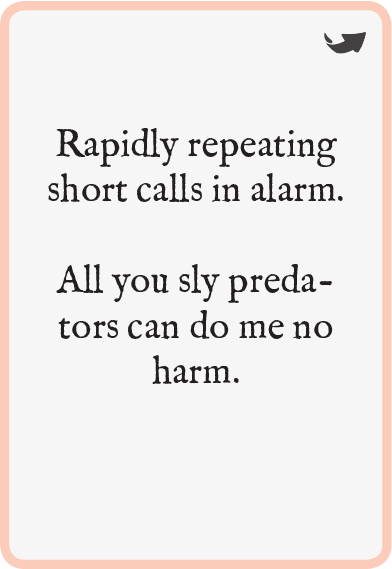 Rapidly repeating
short calls in alarm.
All you sly preda-
tors can do me no
harm.